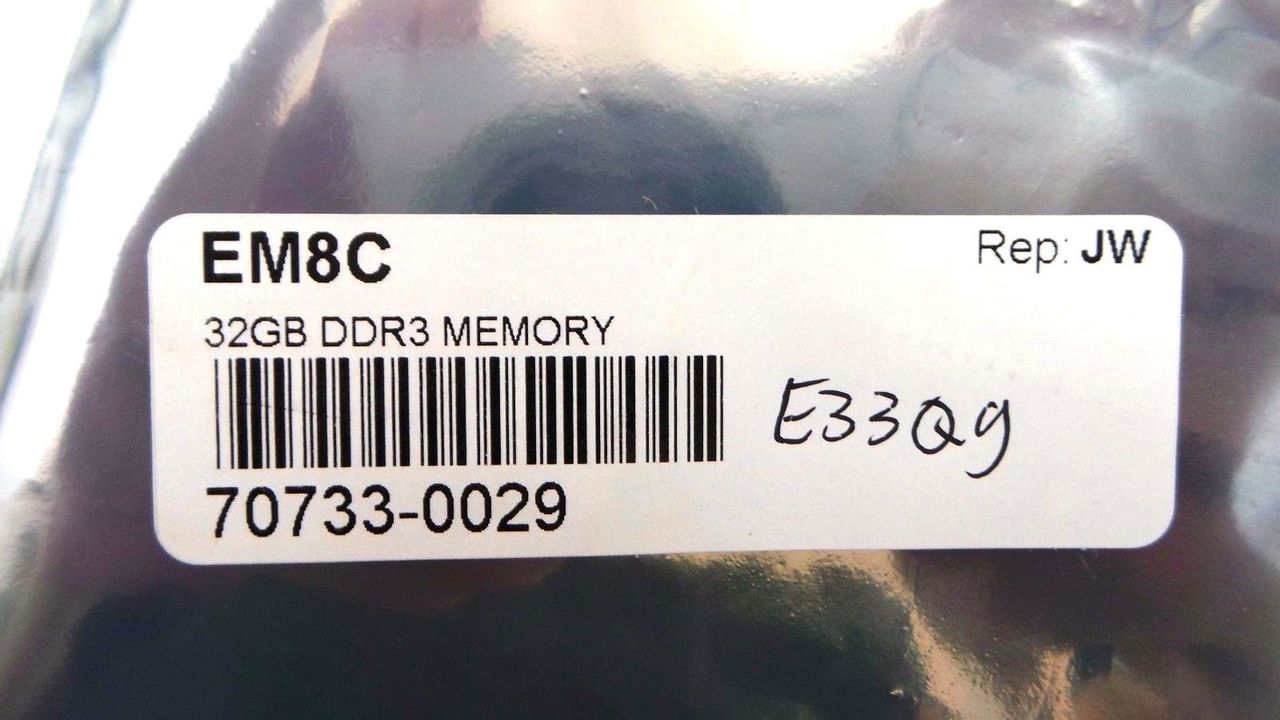 EM8C
Rep: JW
32GB DDR3 MEMORY
E33Q9
70733-0029